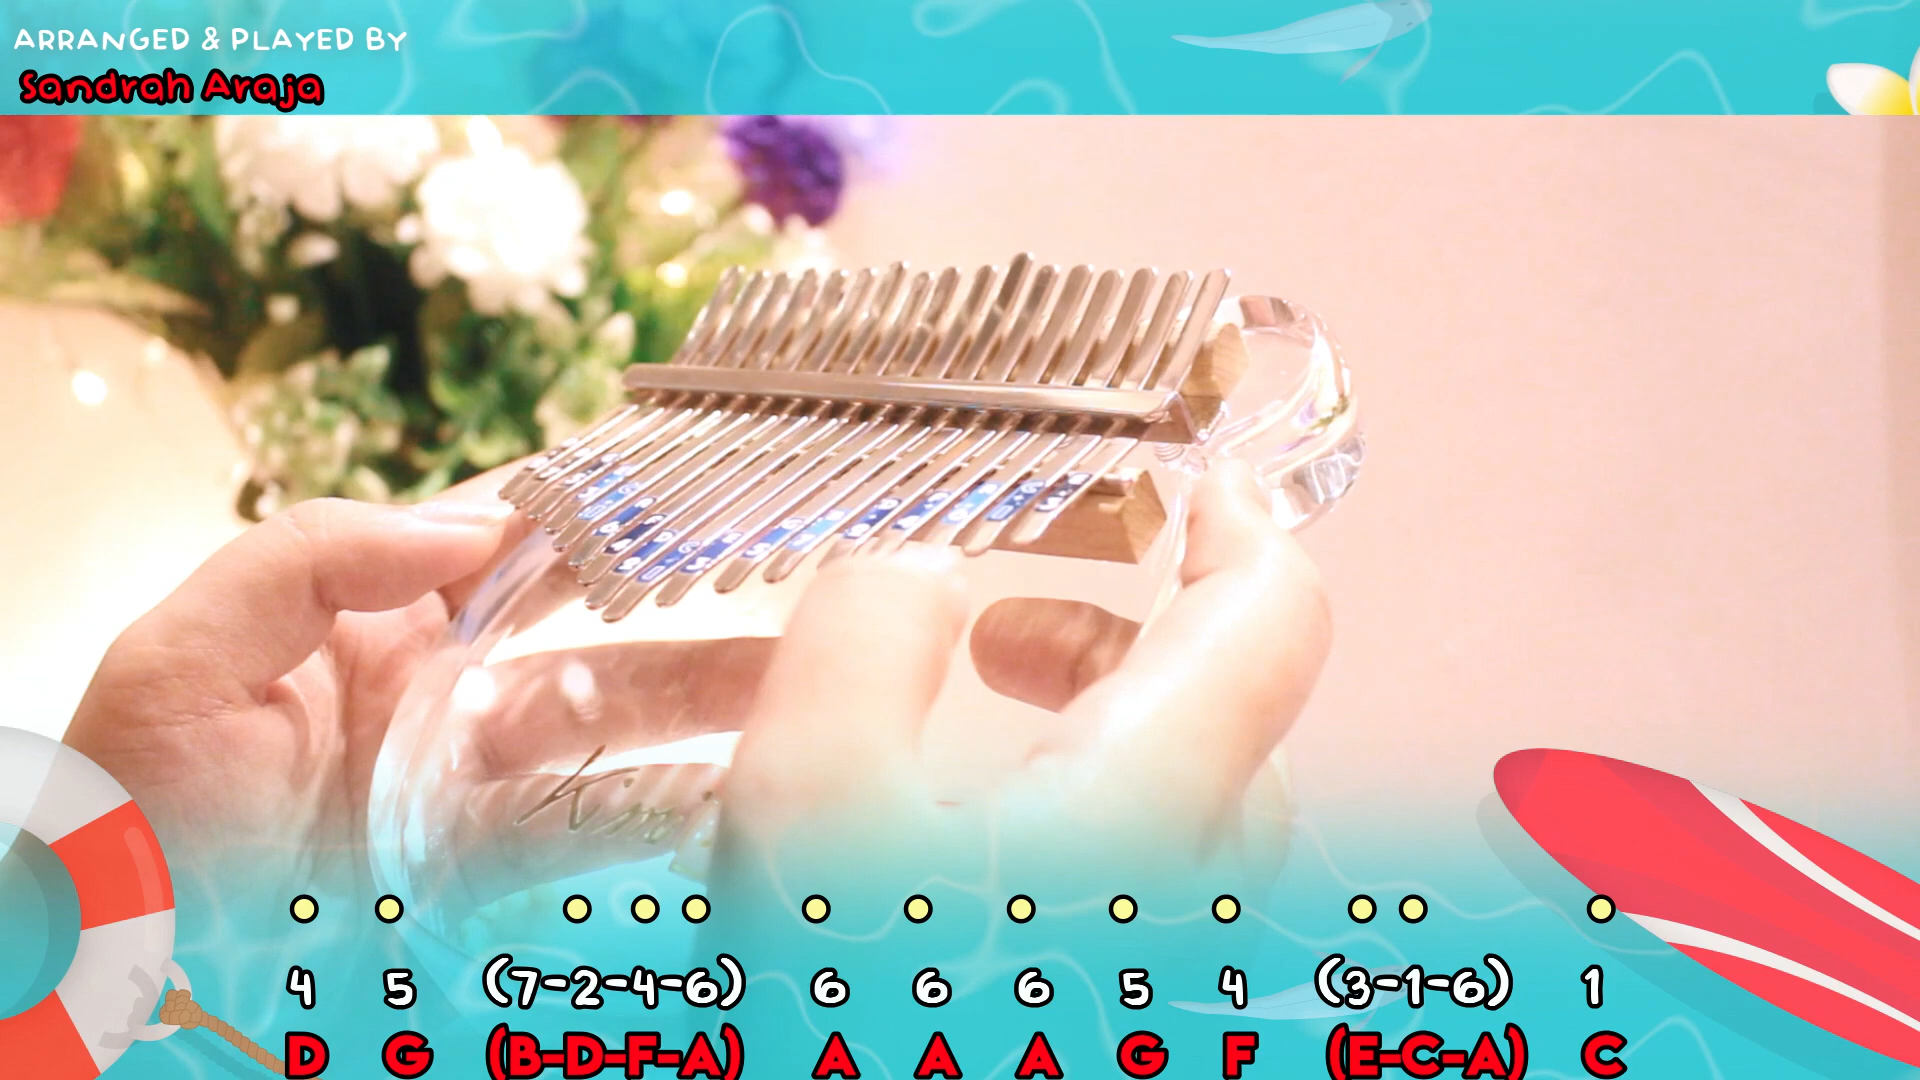 ARRANGED & PLAYED BY
Sandrah Araja
4 5 (7-2-4-6) 6 6 6 5 4 (3-1-6) 1
D G (B-D-F-A) A A A G F (E-C-A) C